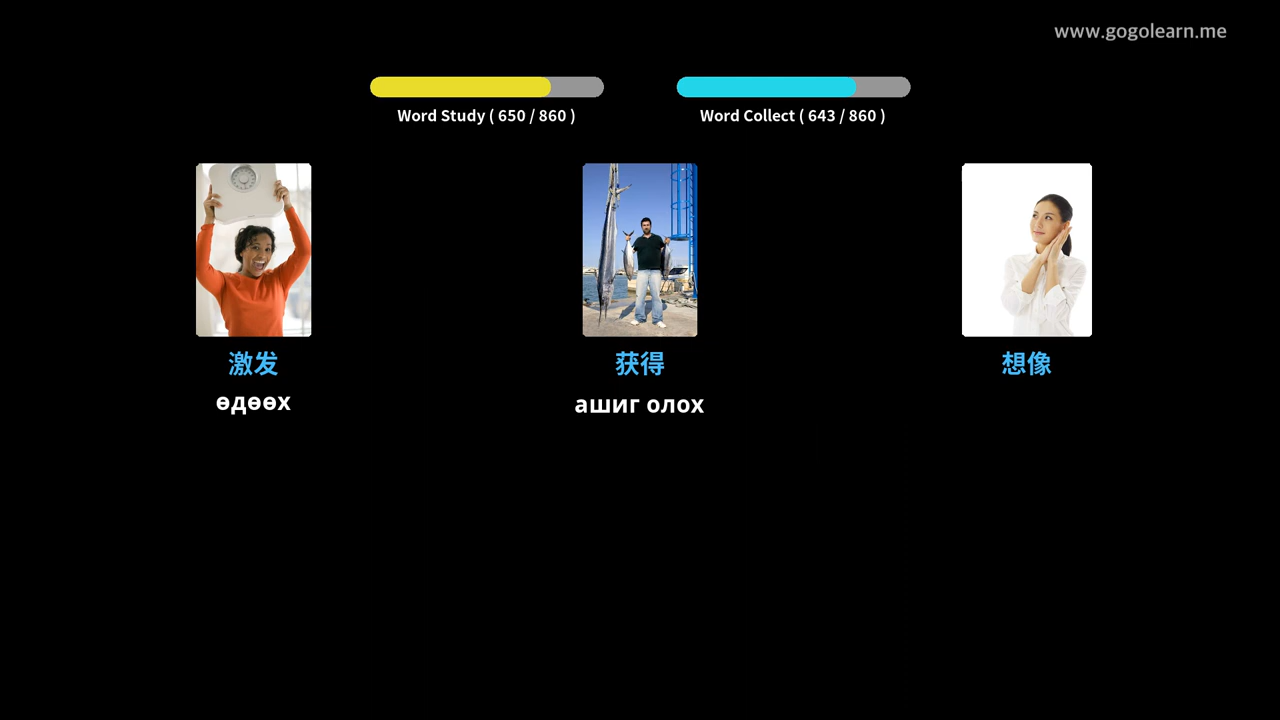 www.gogolearn.me
Word Study ( 650 / 860 )
Word Collect ( 643 / 860 )
激发
өдөөх
获得
ашиг олох
想像